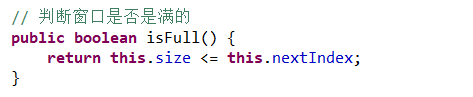 // 判断窗口是否是满的
public boolean isFull() {
    return this.size <= this.nextIndex;
}